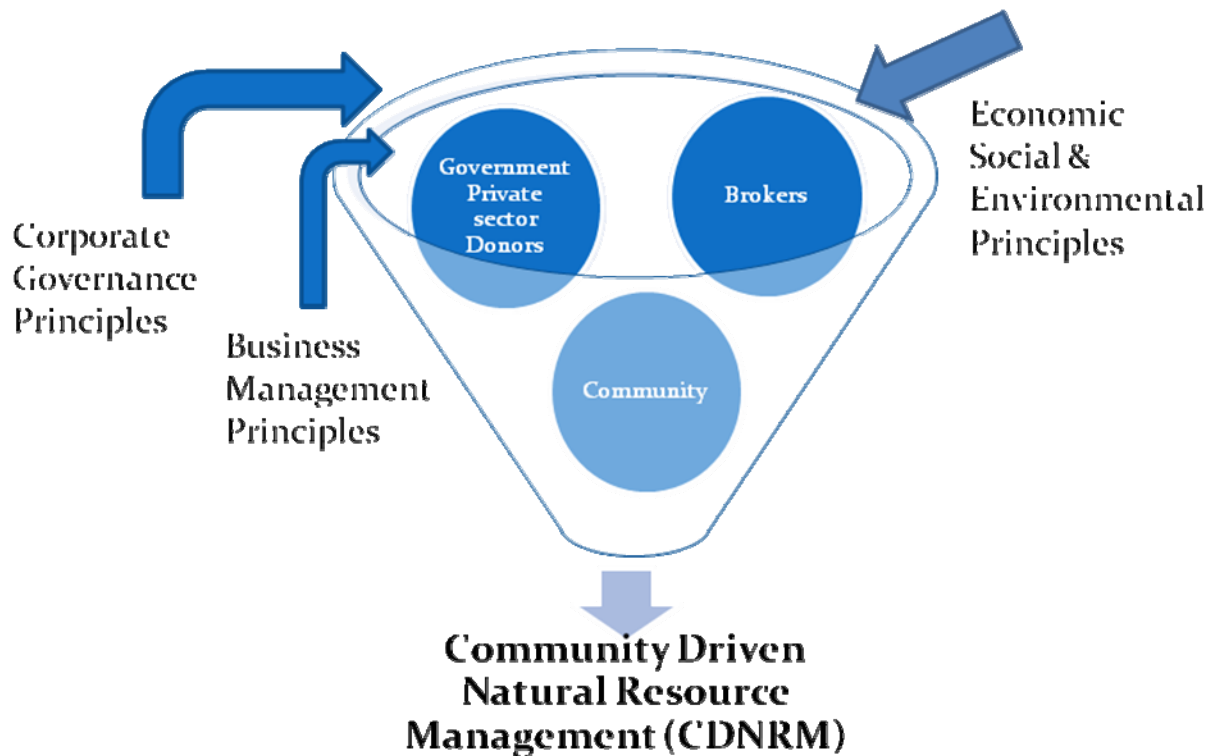 Government
Private
sector
Donors
Brokers
Economic
Social &
Environmental
Principles
Corporate
Governance
Principles
Business
Management
Principles
Community
Community Driven
Natural Resource
Management (CDNRM)